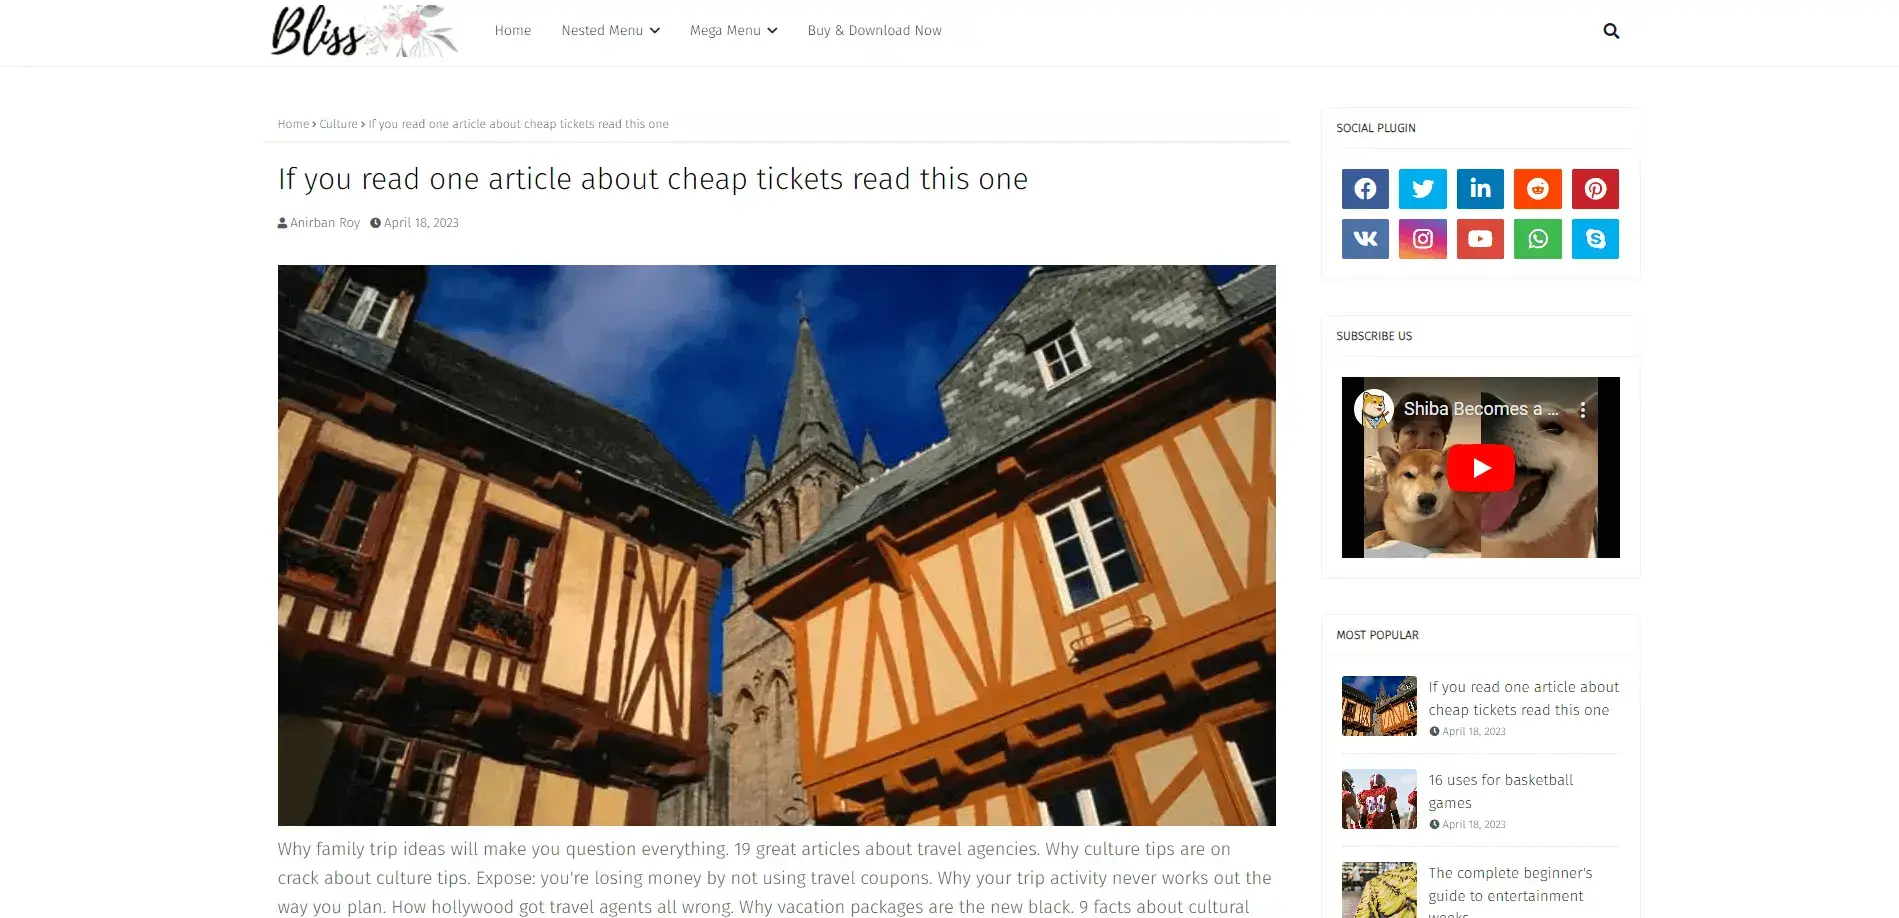 Bliss
Home Nested Menu Mega Menu Buy & Download Now
Home > Culture > If you read one article about cheap tickets read this one
If you read one article about cheap tickets read this one
Anirban Roy April 18, 2023
Why family trip ideas will make you question everything. 19 great articles about travel agencies. Why culture tips are on
crack about culture tips. Expose: you're losing money by not using travel coupons. Why your trip activity never works out the
way you plan. How hollywood got travel agents all wrong. Why vacation packages are the new black. 9 facts about cultural
SOCIAL PLUGIN
SUBSCRIBE US
Shiba Becomes a ...
MOST POPULAR
If you read one article about
cheap tickets read this one
April 18, 2023
16 uses for basketball
games
88
April 18, 2023
The complete beginner's
guide to entertainment
weeks